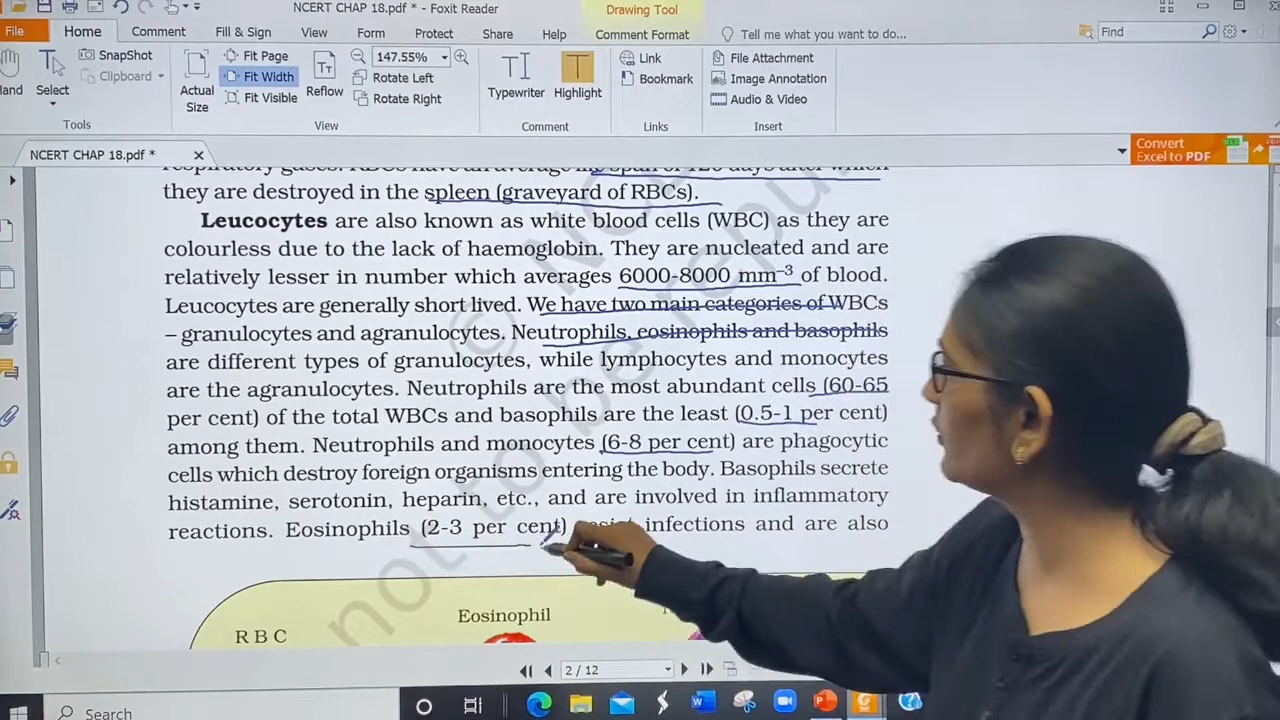 NCERT CHAP 18.pdf * - Foxit Reader
Drawing Tool
File
Home
Comment
Fill & Sign
View
Form
Protect
Share
Help
Comment Format
Tell me what you want to do...
Find
SnapShot
Clipboard
Select
Actual Size
Fit Page
Fit Width
Fit Visible
Reflow
147.55%
Rotate Left
Rotate Right
Typewriter
Highlight
Link
Bookmark
File Attachment
Image Annotation
Audio & Video
Tools
View
Comment
Links
Insert
NCERT CHAP 18.pdf *
Convert
Excel to PDF
they are destroyed in the spleen (graveyard of RBCs).
Leucocytes are also known as white blood cells (WBC) as they are
colourless due to the lack of haemoglobin. They are nucleated and are
relatively lesser in number which averages 6000-8000 mm⁻³ of blood.
Leucocytes are generally short lived. We have two main categories of WBCs
– granulocytes and agranulocytes. Neutrophils, eosinophils and basophils
are different types of granulocytes, while lymphocytes and monocytes
are the agranulocytes. Neutrophils are the most abundant cells (60-65
per cent) of the total WBCs and basophils are the least (0.5-1 per cent)
among them. Neutrophils and monocytes (6-8 per cent) are phagocytic
cells which destroy foreign organisms entering the body. Basophils secrete
histamine, serotonin, heparin, etc., and are involved in inflammatory
reactions. Eosinophils (2-3 per cent) infections and are also
not to be repu
Eosinophil
R B C
2 / 12
Search